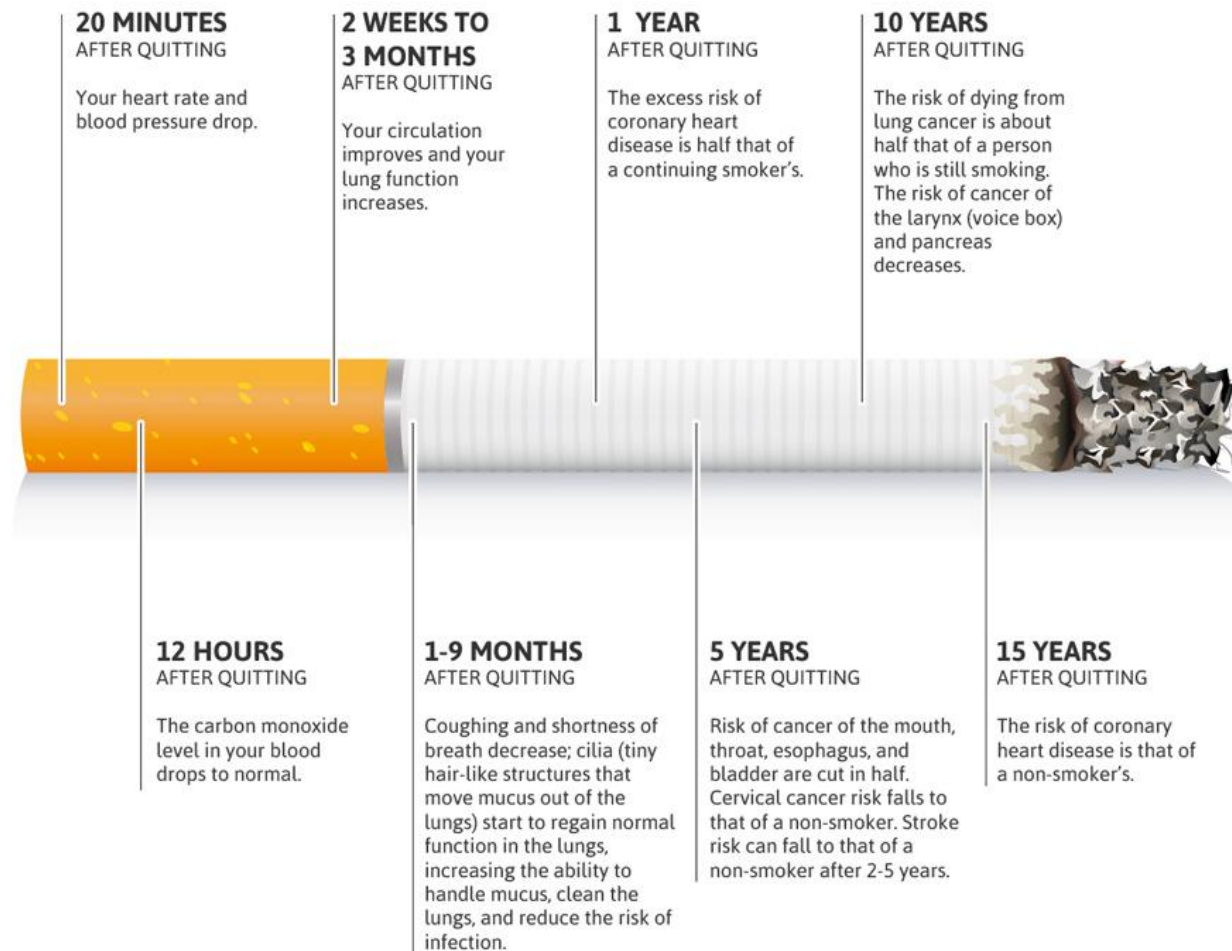 20 MINUTES
AFTER QUITTING
Your heart rate and
blood pressure drop.
2 WEEKS TO
3 MONTHS
AFTER QUITTING
Your circulation
improves and your
lung function
increases.
1 YEAR
AFTER QUITTING
The excess risk of
coronary heart
disease is half that of
a continuing smoker’s.
10 YEARS
AFTER QUITTING
The risk of dying from
lung cancer is about
half that of a person
who is still smoking.
The risk of cancer of
the larynx (voice box)
and pancreas
decreases.
12 HOURS
AFTER QUITTING
The carbon monoxide
level in your blood
drops to normal.
1-9 MONTHS
AFTER QUITTING
Coughing and shortness of
breath decrease; cilia (tiny
hair-like structures that
move mucus out of the
lungs) start to regain normal
function in the lungs,
increasing the ability to
handle mucus, clean the
lungs, and reduce the risk of
infection.
5 YEARS
AFTER QUITTING
Risk of cancer of the mouth,
throat, esophagus, and
bladder are cut in half.
Cervical cancer risk falls to
that of a non-smoker. Stroke
risk can fall to that of a
non-smoker after 2-5 years.
15 YEARS
AFTER QUITTING
The risk of coronary
heart disease is that of
a non-smoker’s.